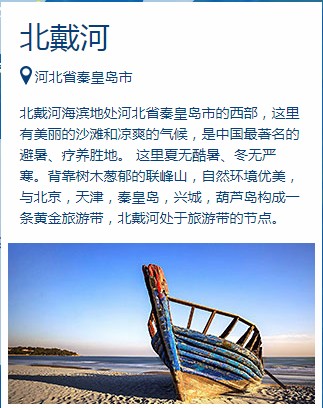 北戴河
河北省秦皇岛市
北戴河海滨地处河北省秦皇岛市的西部，这里
有美丽的沙滩和凉爽的气候，是中国最著名的
避暑、疗养胜地。 这里夏无酷暑、冬无严
寒。背靠树木葱郁的联峰山，自然环境优美，
与北京，天津，秦皇岛，兴城，葫芦岛构成一
条黄金旅游带，北戴河处于旅游带的节点。